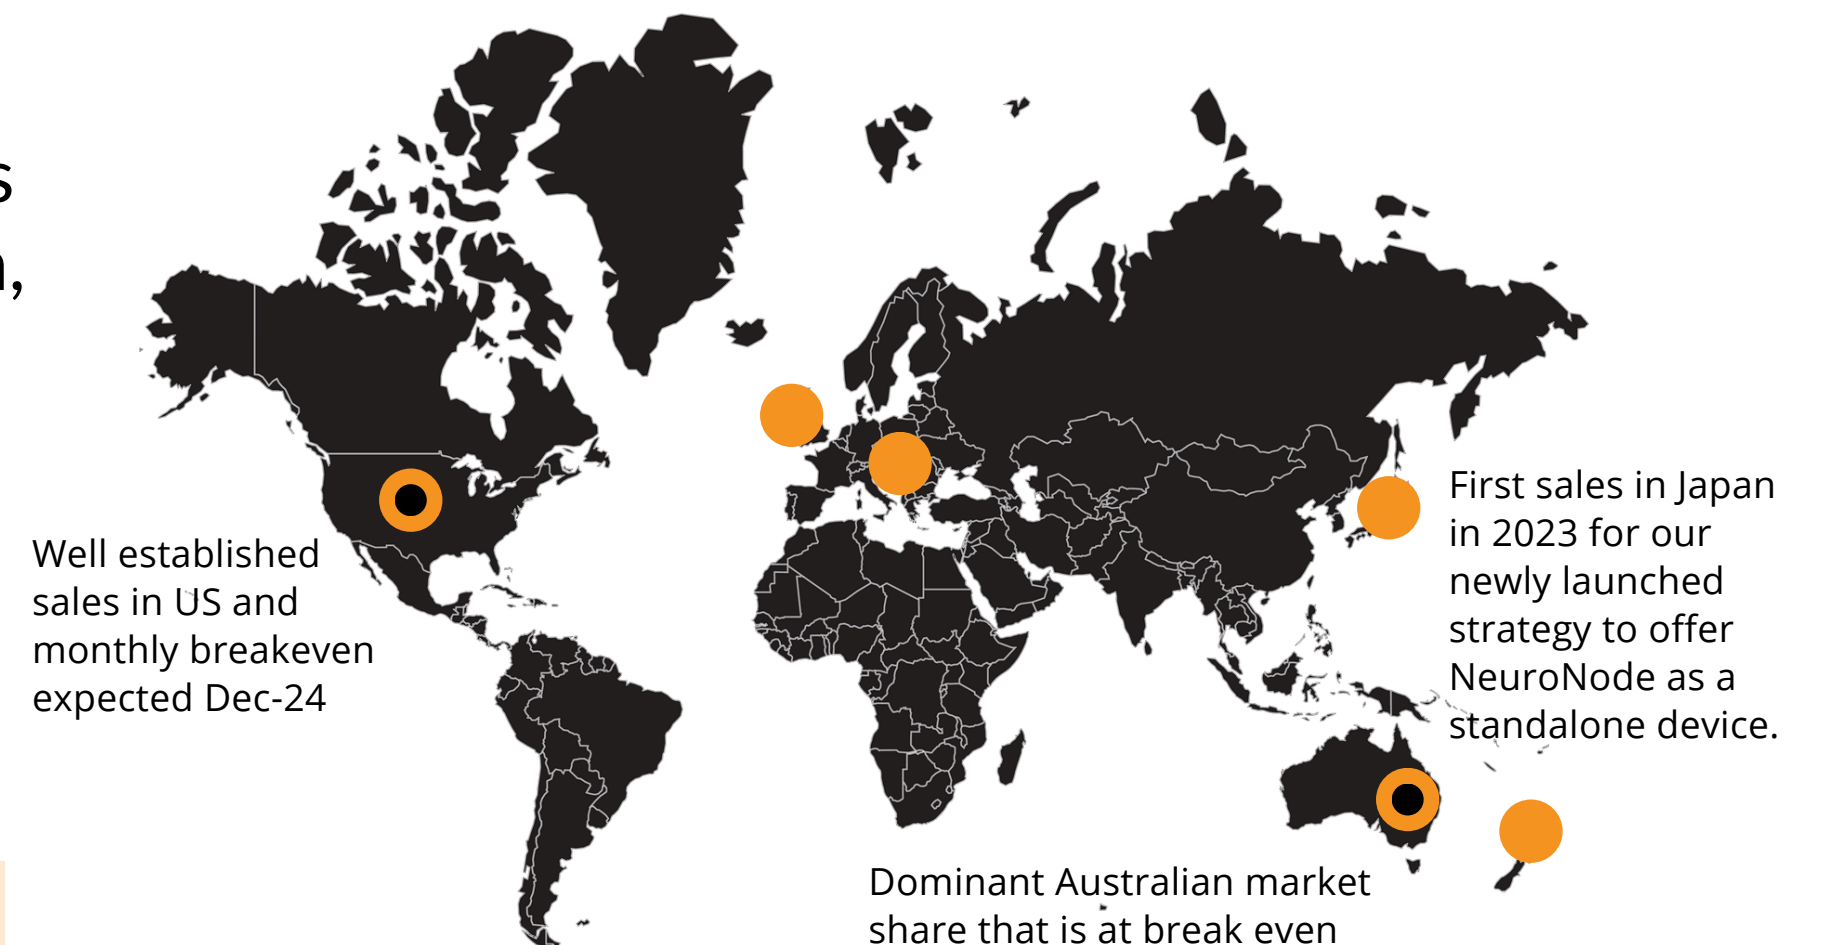 s
,
Well established
sales in US and
monthly breakeven
expected Dec-24
First sales in Japan
in 2023 for our
newly launched
strategy to offer
NeuroNode as a
standalone device.
Dominant Australian market
share that is at break even